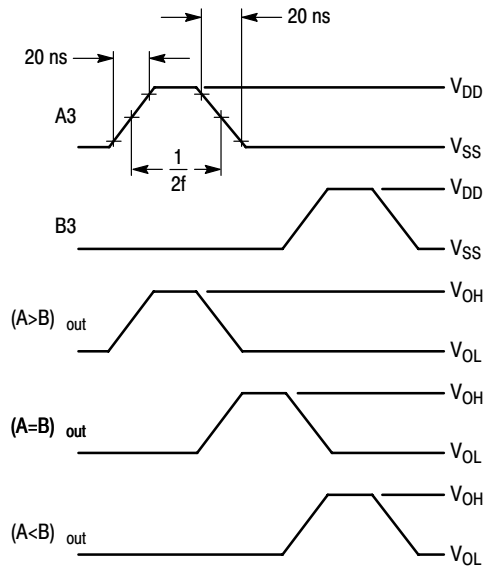 20 ns
20 ns
A3
V_DD
V_SS
1
2f
B3
V_DD
V_SS
(A>B) out
V_OH
V_OL
(A=B) out
V_OH
V_OL
(A<B) out
V_OH
V_OL